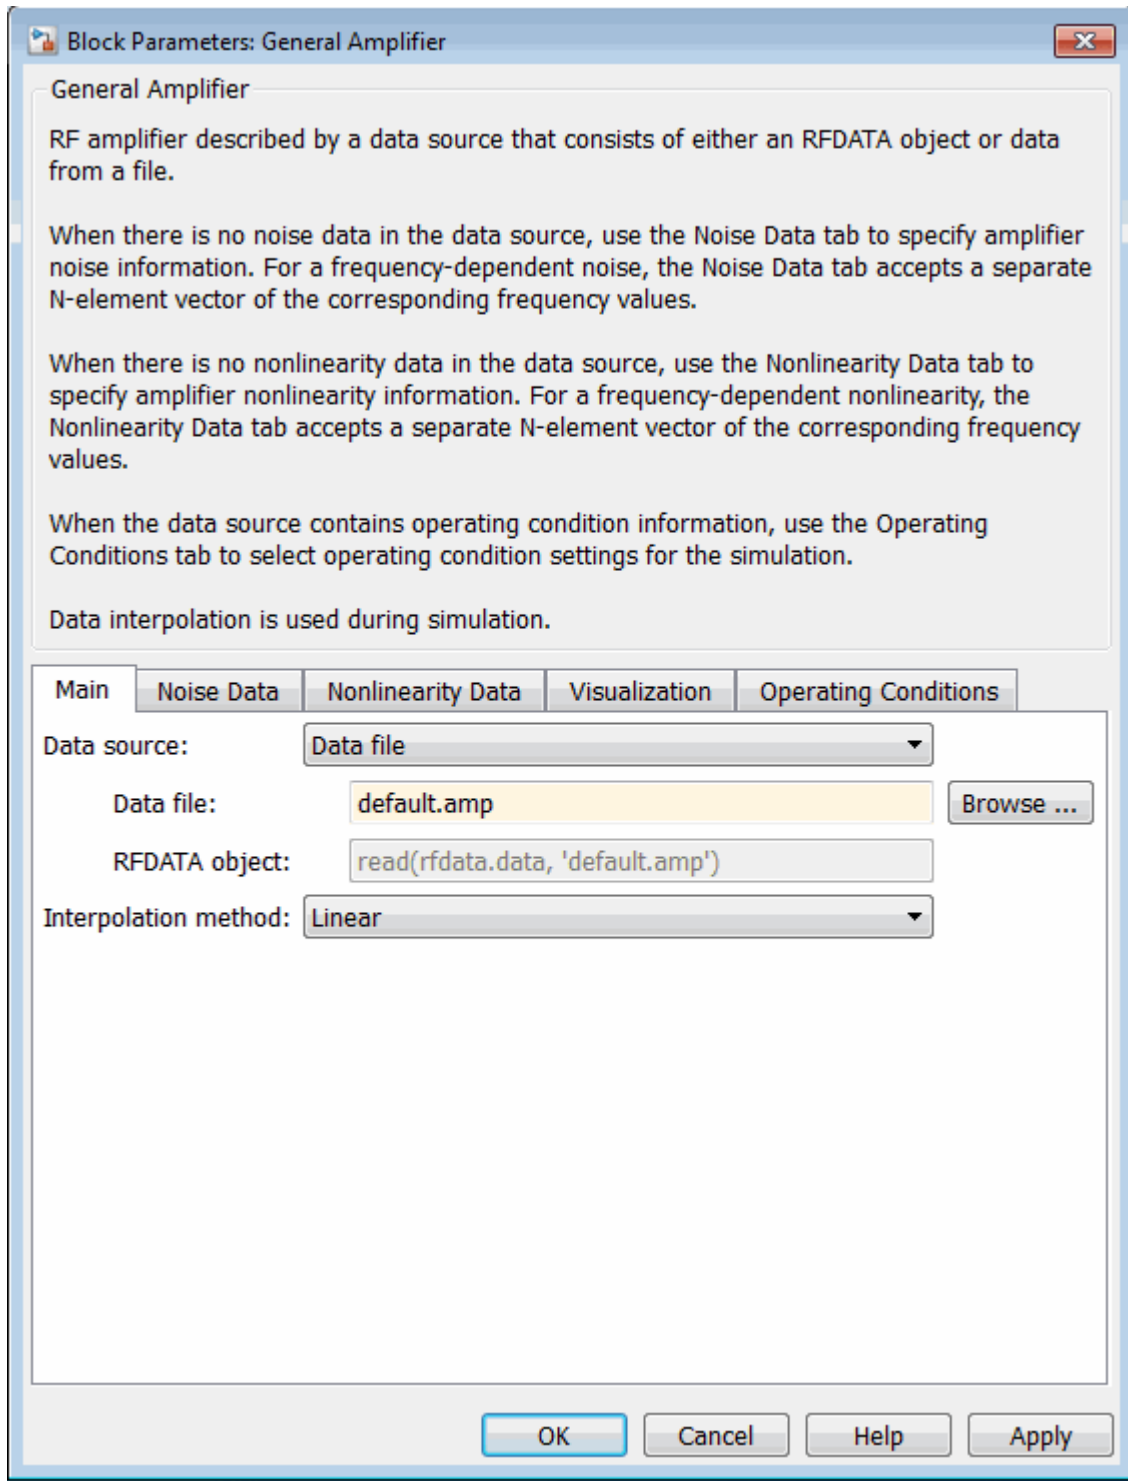 Block Parameters: General Amplifier
General Amplifier
RF amplifier described by a data source that consists of either an RFDATA object or data
from a file.
When there is no noise data in the data source, use the Noise Data tab to specify amplifier
noise information. For a frequency-dependent noise, the Noise Data tab accepts a separate
N-element vector of the corresponding frequency values.
When there is no nonlinearity data in the data source, use the Nonlinearity Data tab to
specify amplifier nonlinearity information. For a frequency-dependent nonlinearity, the
Nonlinearity Data tab accepts a separate N-element vector of the corresponding frequency
values.
When the data source contains operating condition information, use the Operating
Conditions tab to select operating condition settings for the simulation.
Data interpolation is used during simulation.
Main Noise Data Nonlinearity Data Visualization Operating Conditions
Data source: Data file
Data file: default.amp Browse ...
RFDATA object: read(rfdata.data, 'default.amp')
Interpolation method: Linear
OK Cancel Help Apply